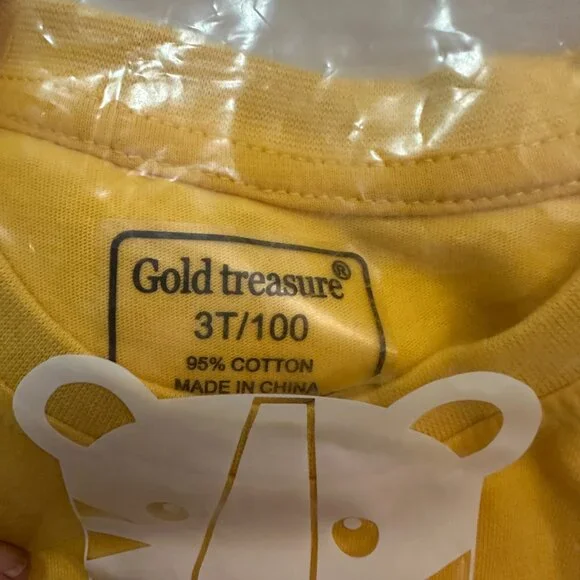 Gold treasure®
3T/100
95% COTTON
MADE IN CHINA